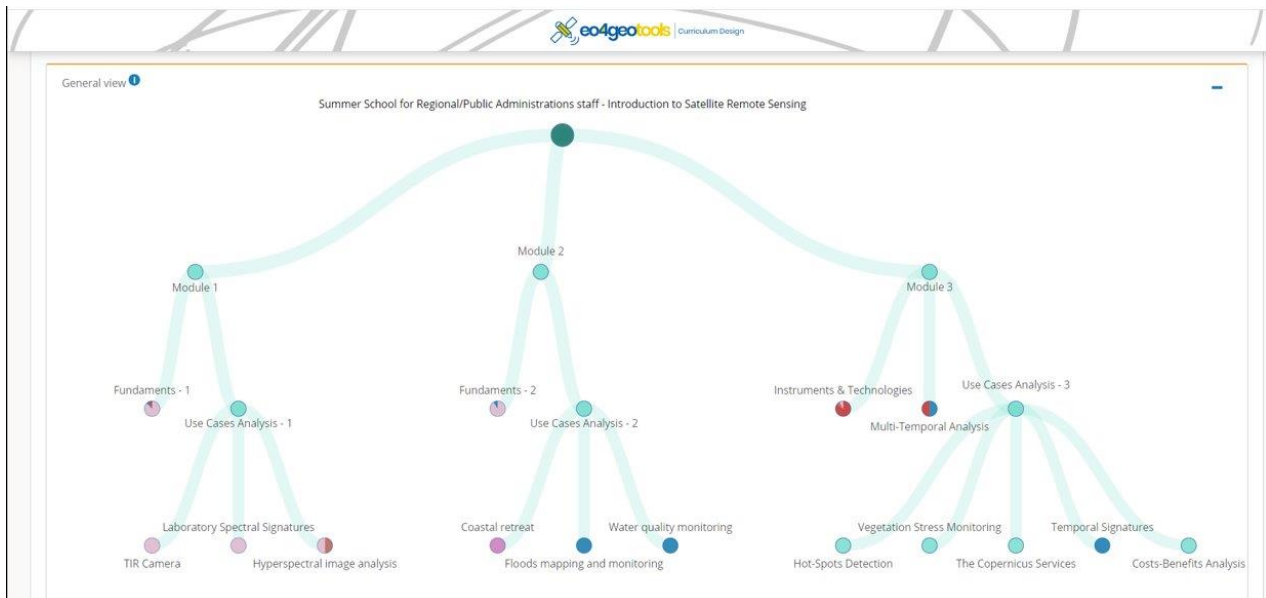 eo4geotools Curriculum Design
General view i
Summer School for Regional/Public Administrations staff - Introduction to Satellite Remote Sensing
Module 2
Module 1
Module 3
Fundaments - 1
Fundaments - 2
Instruments & Technologies
Use Cases Analysis - 3
Use Cases Analysis - 1
Use Cases Analysis - 2
Multi-Temporal Analysis
Laboratory Spectral Signatures
Coastal retreat
Water quality monitoring
Vegetation Stress Monitoring
Temporal Signatures
TIR Camera
Hyperspectral image analysis
Floods mapping and monitoring
Hot-Spots Detection
The Copernicus Services
Costs-Benefits Analysis